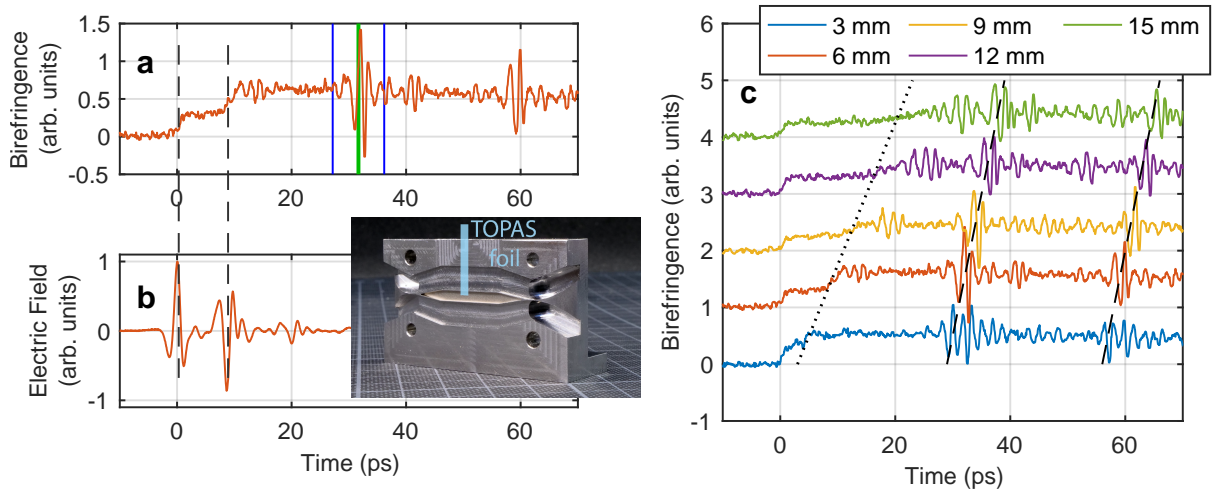 a
Birefringence
(arb. units)
1.5
1
0.5
0
-0.5
0
20
40
60
b
Electric Field
(arb. units)
1
0
-1
0
20
40
60
Time (ps)
TOPAS
foil
3 mm
9 mm
15 mm
6 mm
12 mm
c
Birefringence (arb. units)
6
5
4
3
2
1
0
-1
0
20
40
60
Time (ps)